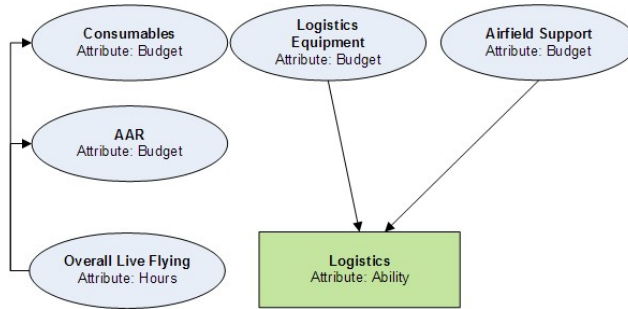 Consumables
Attribute: Budget
Logistics
Equipment
Attribute: Budget
Airfield Support
Attribute: Budget
AAR
Attribute: Budget
Overall Live Flying
Attribute: Hours
Logistics
Attribute: Ability